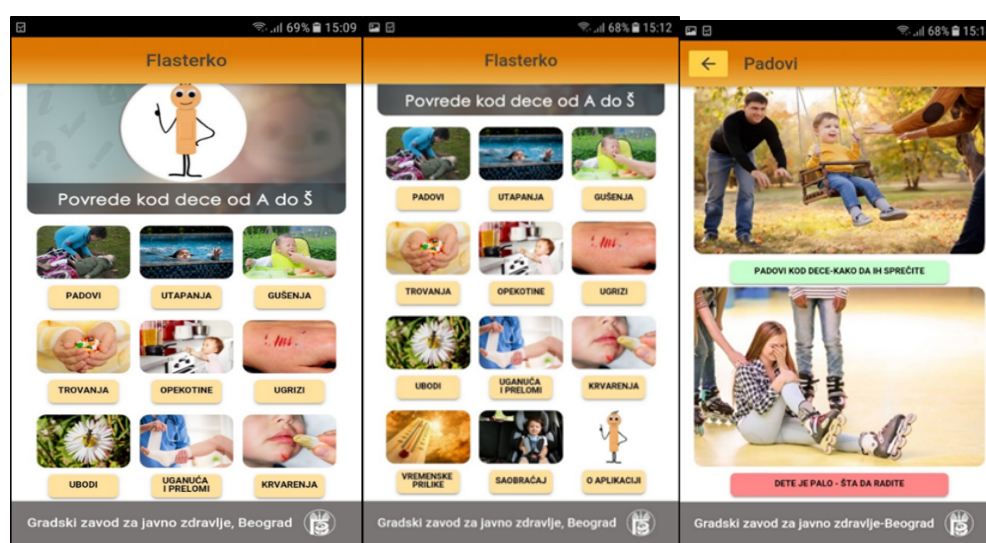 69% 15:09
Flasterko
Povrede kod dece od A do Š
PADOVI
UTAPANJA
GUŠENJA
TROVANJA
OPEKOTINE
UGRIZI
UBODI
UGANUĆA
I PRELOMI
KRVARENJA
Gradski zavod za javno zdravlje, Beograd
68% 15:12
Flasterko
Povrede kod dece od A do Š
PADOVI
UTAPANJA
GUŠENJA
TROVANJA
OPEKOTINE
UGRIZI
UBODI
UGANUĆA
I PRELOMI
KRVARENJA
VREMENSKE
PRILIKE
SAOBRAĆAJ
O APLIKACIJI
Gradski zavod za javno zdravlje, Beograd
68% 15:1
Padovi
PADOVI KOD DECE-KAKO DA IH SPREČITE
DETE JE PALO - ŠTA DA RADITE
Gradski zavod za javno zdravlje-Beograd